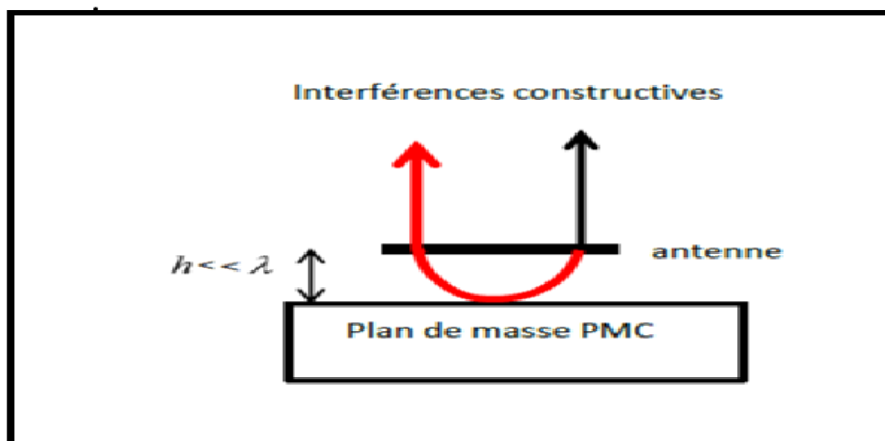 Interférences constructives
antenne
h<< λ
Plan de masse PMC